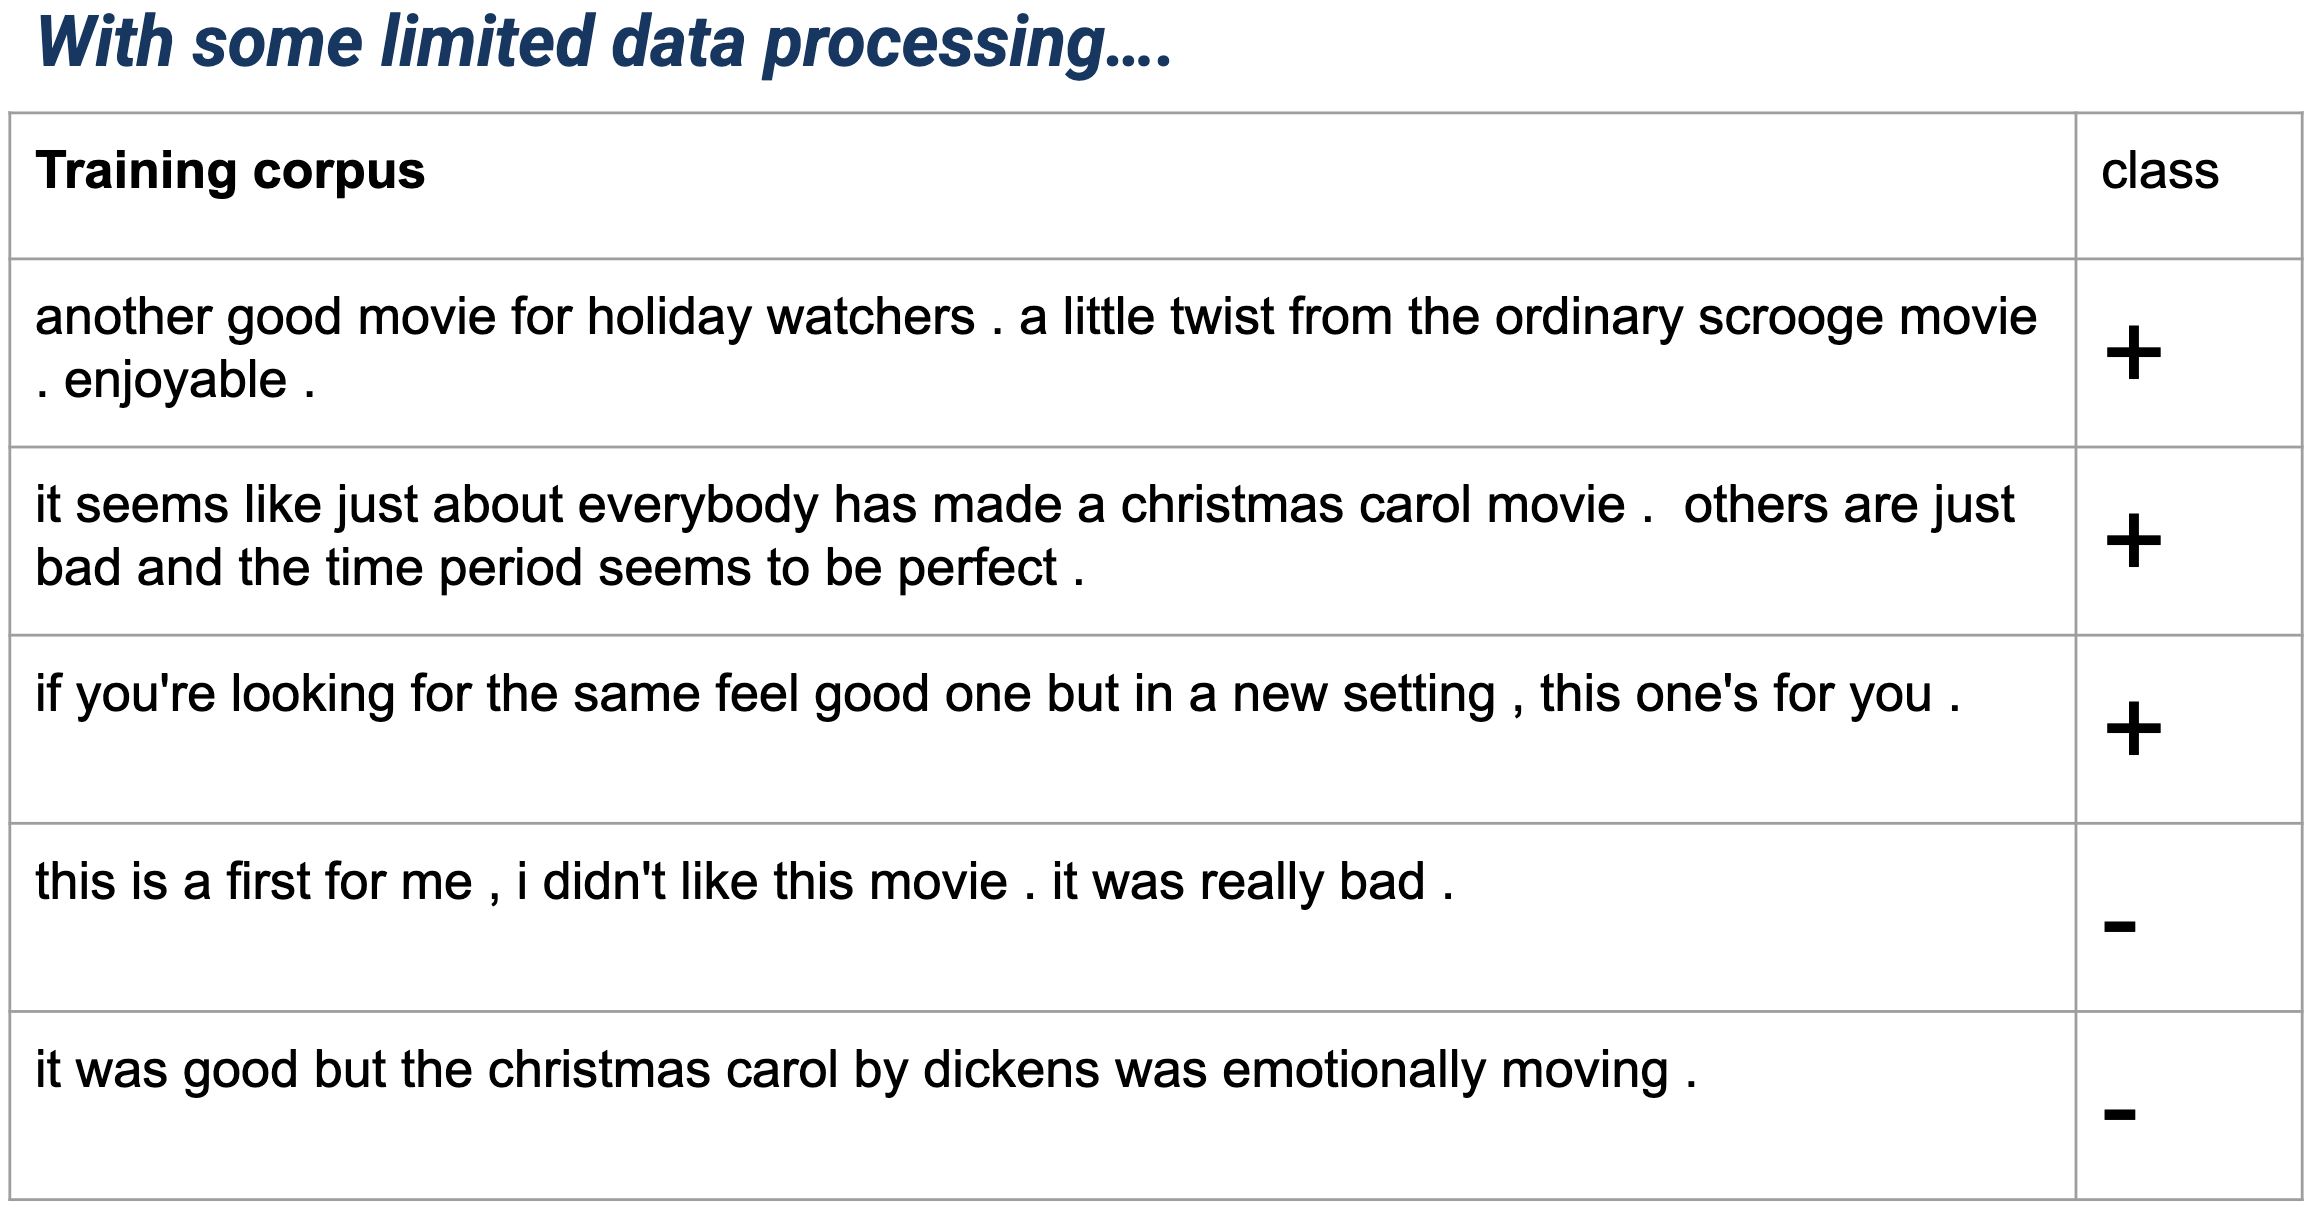 With some limited data processing....
Training corpus
class
another good movie for holiday watchers . a little twist from the ordinary scrooge movie
. enjoyable .
+
it seems like just about everybody has made a christmas carol movie .  others are just
bad and the time period seems to be perfect .
+
if you're looking for the same feel good one but in a new setting , this one's for you .
+
this is a first for me , i didn't like this movie . it was really bad .
-
it was good but the christmas carol by dickens was emotionally moving .
-